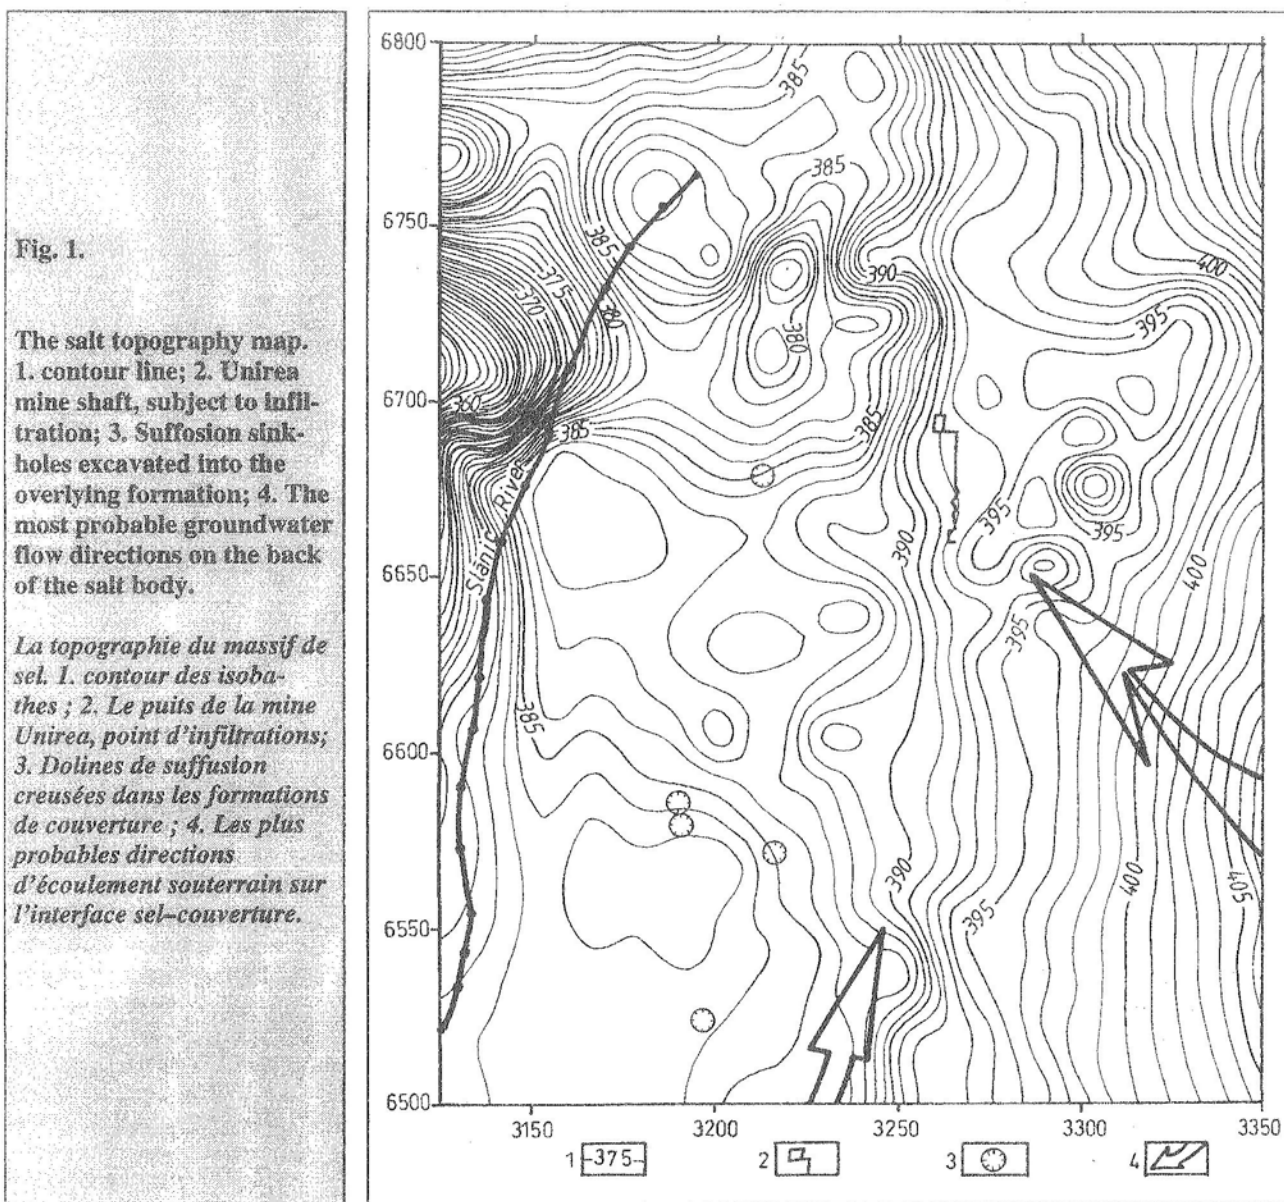 Fig. 1.
The salt topography map.
1. contour line; 2. Unirea
mine shaft, subject to infil-
tration; 3. Suffosion sink-
holes excavated into the
overlying formation; 4. The
most probable groundwater
flow directions on the back
of the salt body.
La topographie du massif de
sel. 1. contour des isoba-
thes ; 2. Le puits de la mine
Unirea, point d'infiltrations;
3. Dolines de suffusion
creusées dans les formations
de couverture ; 4. Les plus
probables directions
d'écoulement souterrain sur
l'interface sel-couverture.
6800
385
385
6750
385
375
370
380
390
400
395
380
6700
360
385
385
Slanic River
395
395
390
6650
400
395
385
6600
390
400
405
395
6550
6500
3150
3200
3250
3300
3350
1 -375-
2
3
4